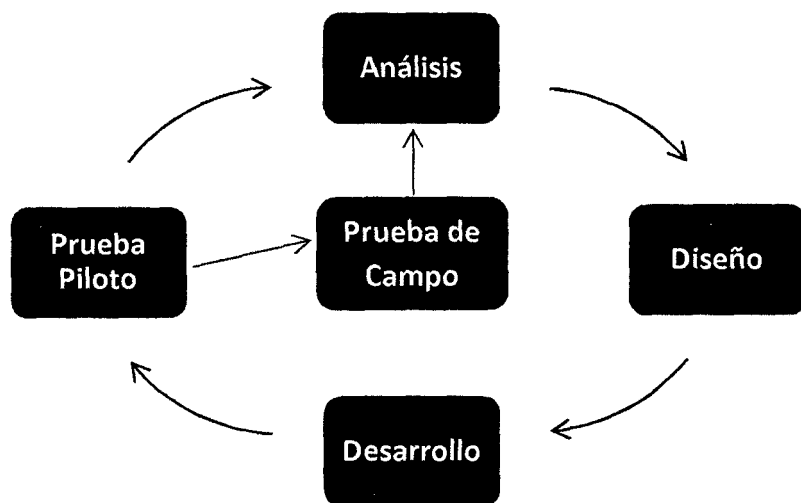 Análisis
Prueba
Piloto
Prueba de
Campo
Diseño
Desarrollo